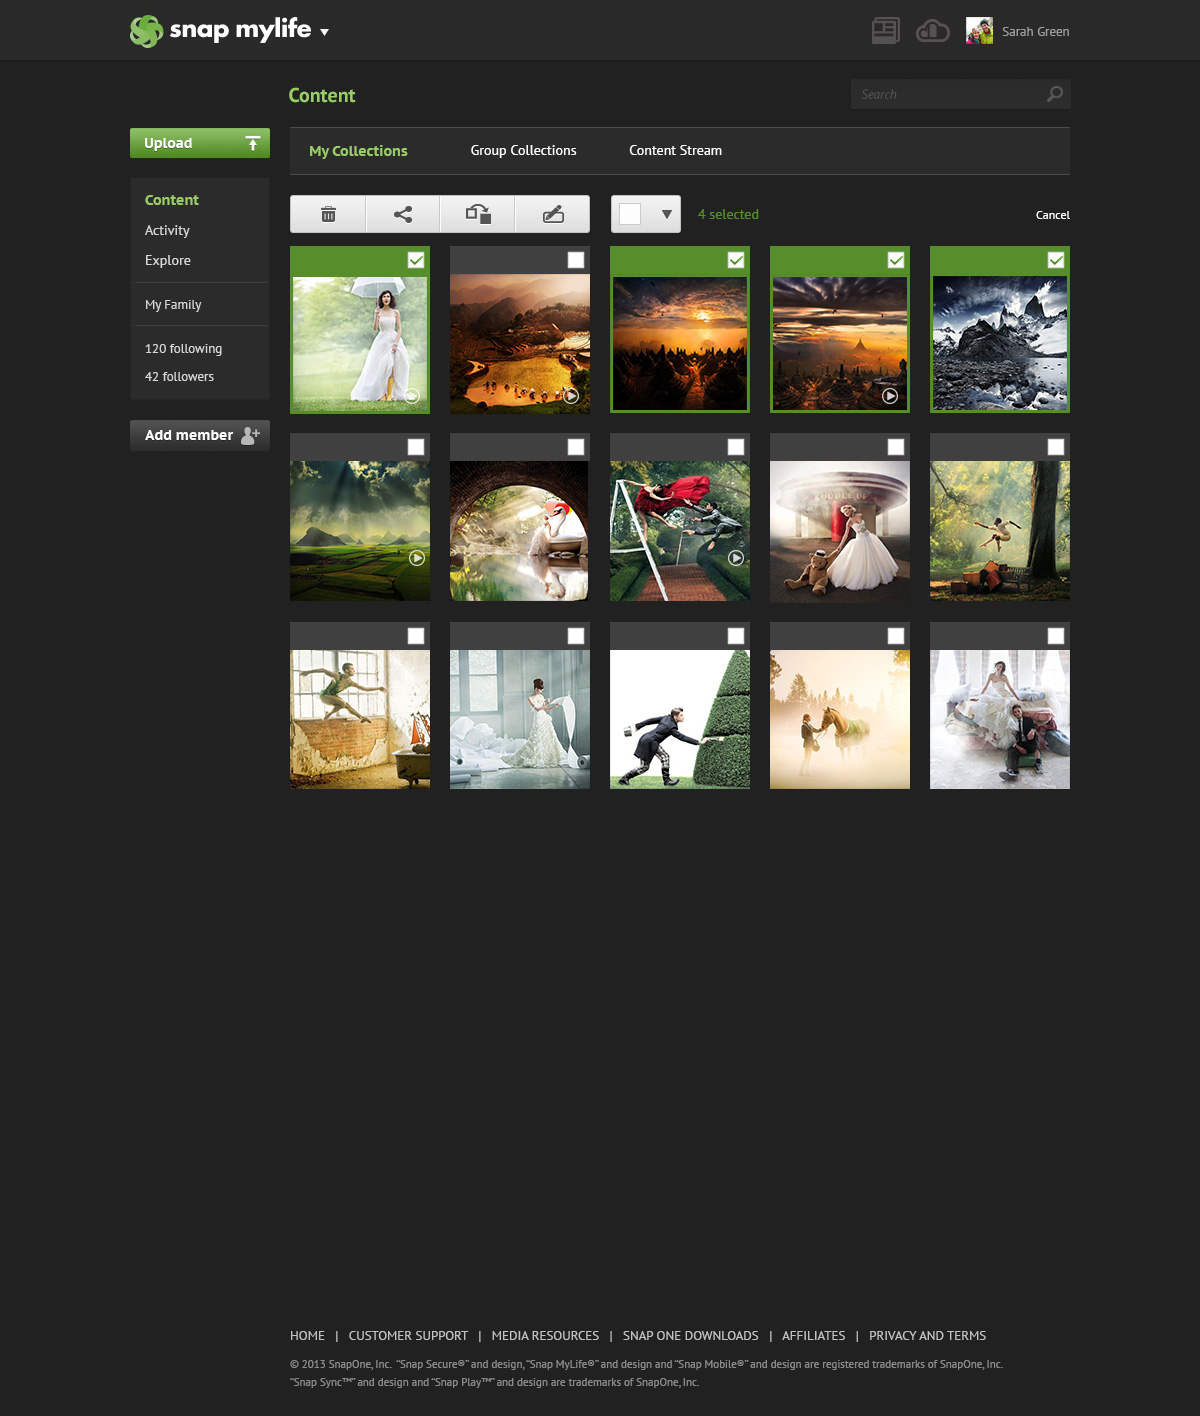 snap mylife
Sarah Green
Content
Search
Upload
My Collections
Group Collections
Content Stream
Content
Activity
Explore
My Family
120 following
42 followers
Add member
4 selected
Cancel
HOME | CUSTOMER SUPPORT | MEDIA RESOURCES | SNAP ONE DOWNLOADS | AFFILIATES | PRIVACY AND TERMS
© 2013 SnapOne, Inc. "Snap Secure®" and design, "Snap MyLife®" and design and "Snap Mobile®" and design are registered trademarks of SnapOne, Inc.
"Snap Sync™" and design and "Snap Play™" and design are trademarks of SnapOne, Inc.